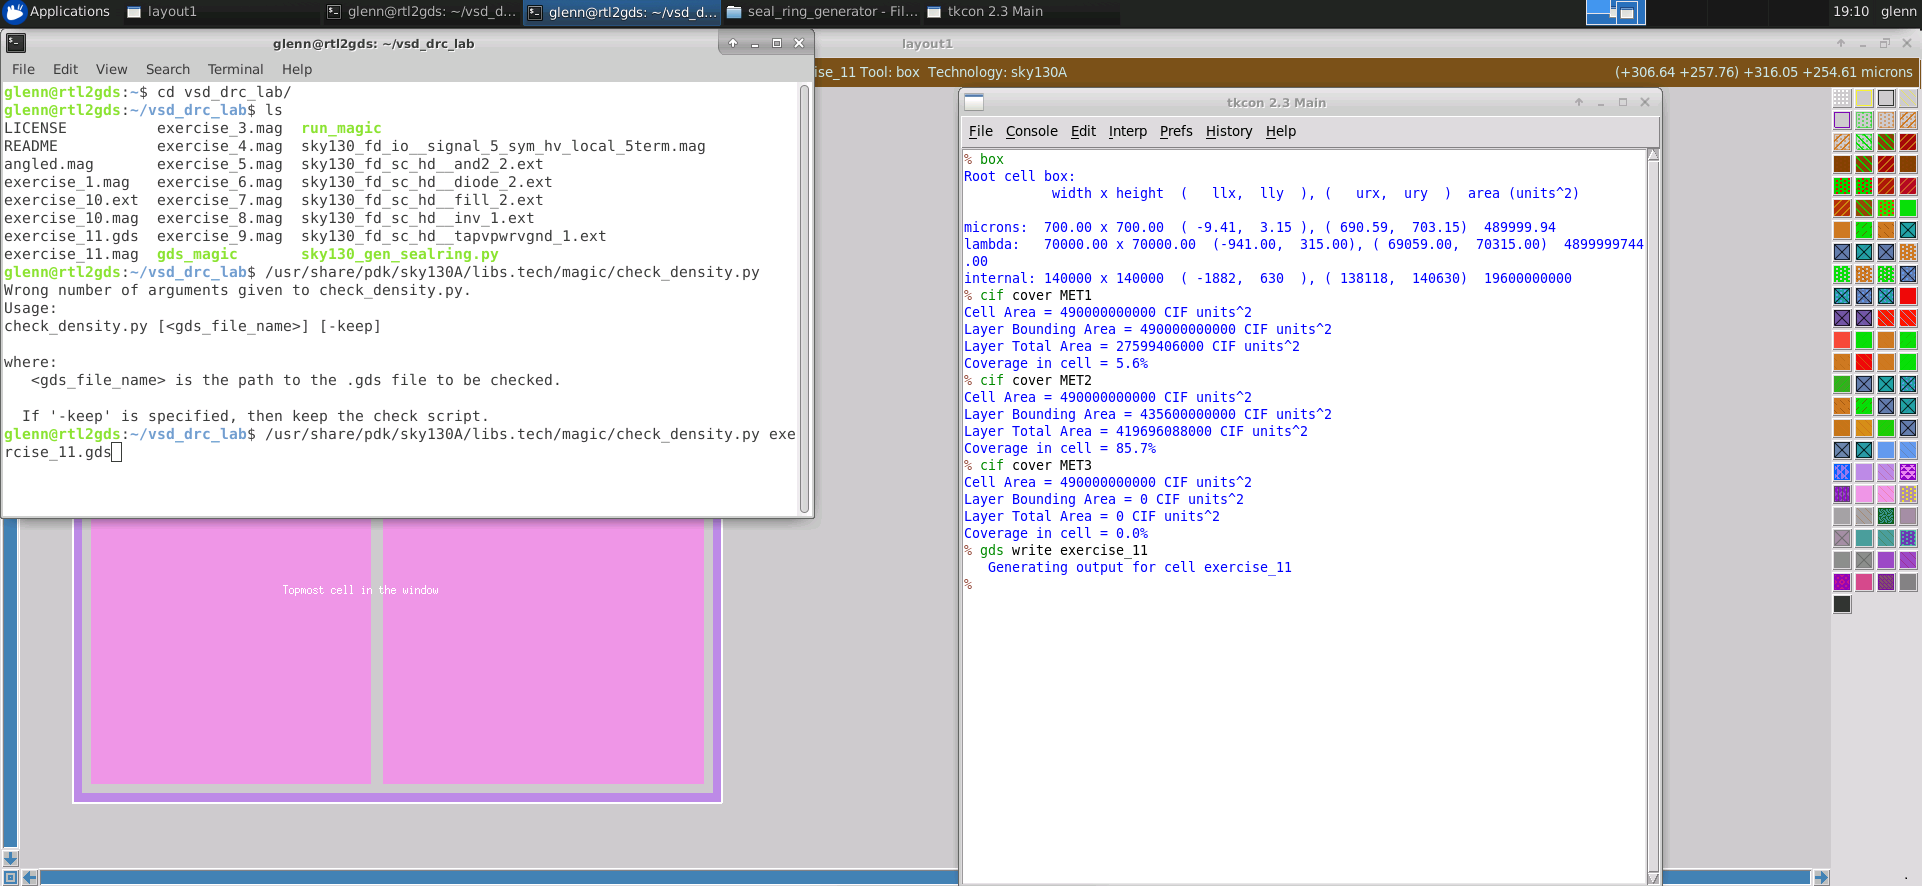 Applications layout1 glenn@rtl2gds: ~/vsd_d... glenn@rtl2gds: ~/vsd_d... seal_ring_generator - Fil... tkcon 2.3 Main 19:10 glenn
glenn@rtl2gds: ~/vsd_drc_lab
File Edit View Search Terminal Help
glenn@rtl2gds:~$ cd vsd_drc_lab/
glenn@rtl2gds:~/vsd_drc_lab$ ls
LICENSE exercise_3.mag run_magic
README exercise_4.mag sky130_fd_io__signal_5_sym_hv_local_5term.mag
angled.mag exercise_5.mag sky130_fd_sc_hd__and2_2.ext
exercise_1.mag exercise_6.mag sky130_fd_sc_hd__diode_2.ext
exercise_10.ext exercise_7.mag sky130_fd_sc_hd__fill_2.ext
exercise_10.mag exercise_8.mag sky130_fd_sc_hd__inv_1.ext
exercise_11.gds exercise_9.mag sky130_fd_sc_hd__tapvpwrvgnd_1.ext
exercise_11.mag gds_magic sky130_gen_sealring.py
glenn@rtl2gds:~/vsd_drc_lab$ /usr/share/pdk/sky130A/libs.tech/magic/check_density.py
Wrong number of arguments given to check_density.py.
Usage:
check_density.py [<gds_file_name>] [-keep]
where:
<gds_file_name> is the path to the .gds file to be checked.
If '-keep' is specified, then keep the check script.
glenn@rtl2gds:~/vsd_drc_lab$ /usr/share/pdk/sky130A/libs.tech/magic/check_density.py exe
rcise_11.gds
layout1
ise_11 Tool: box Technology: sky130A (+306.64 +257.76) +316.05 +254.61 microns
Topmost cell in the window
tkcon 2.3 Main
File Console Edit Interp Prefs History Help
% box
Root cell box:
width x height ( llx, lly ), ( urx, ury ) area (units^2)
microns: 700.00 x 700.00 ( -9.41, 3.15 ), ( 690.59, 703.15) 489999.94
lambda: 70000.00 x 70000.00 (-941.00, 315.00), ( 69059.00, 70315.00) 4899999744
.00
internal: 140000 x 140000 ( -1882, 630 ), ( 138118, 140630) 19600000000
% cif cover MET1
Cell Area = 490000000000 CIF units^2
Layer Bounding Area = 490000000000 CIF units^2
Layer Total Area = 27599406000 CIF units^2
Coverage in cell = 5.6%
% cif cover MET2
Cell Area = 490000000000 CIF units^2
Layer Bounding Area = 435600000000 CIF units^2
Layer Total Area = 419696088000 CIF units^2
Coverage in cell = 85.7%
% cif cover MET3
Cell Area = 490000000000 CIF units^2
Layer Bounding Area = 0 CIF units^2
Layer Total Area = 0 CIF units^2
Coverage in cell = 0.0%
% gds write exercise_11
Generating output for cell exercise_11
%